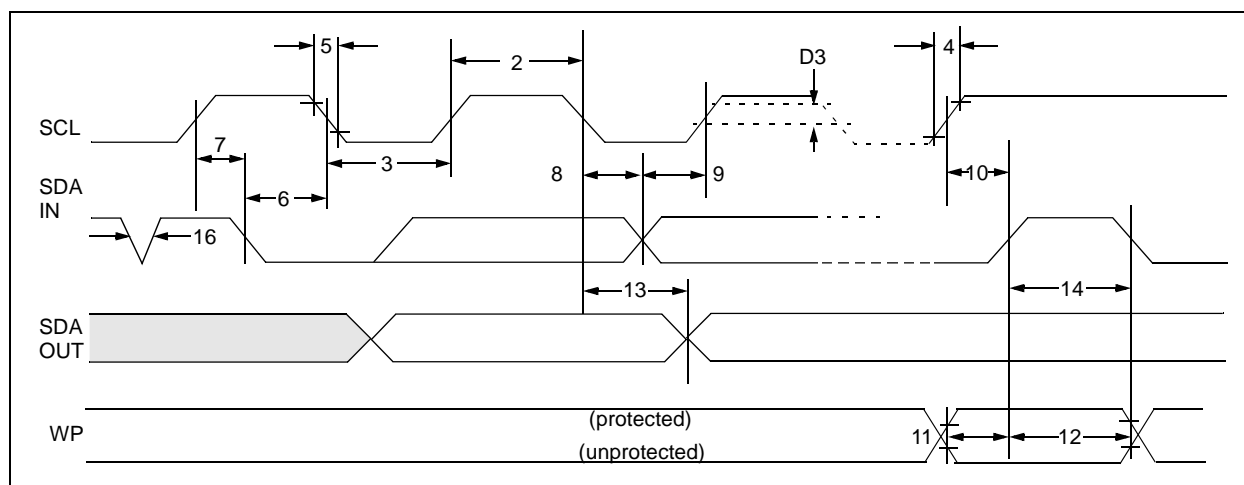 5
2
D3
4
SCL
7
3
8
9
10
SDA
IN
6
16
13
14
SDA
OUT
WP
(protected)
(unprotected)
11
12